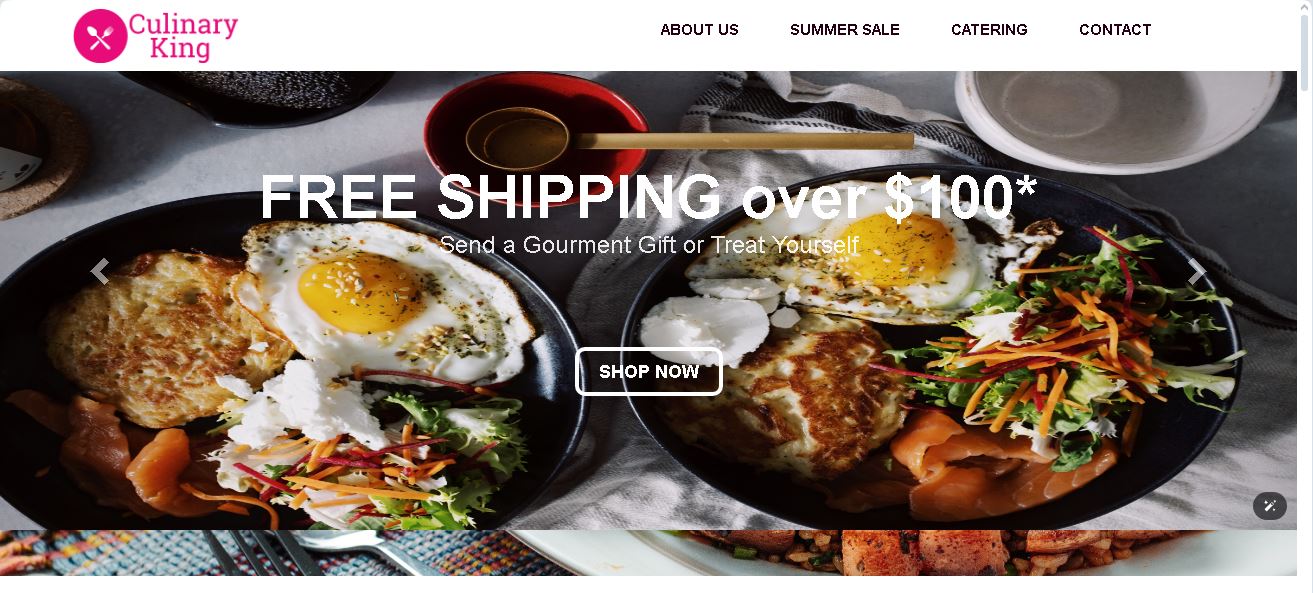 Culinary
King
ABOUT US
SUMMER SALE
CATERING
CONTACT
FREE SHIPPING over $100*
Send a Gourment Gift or Treat Yourself
SHOP NOW